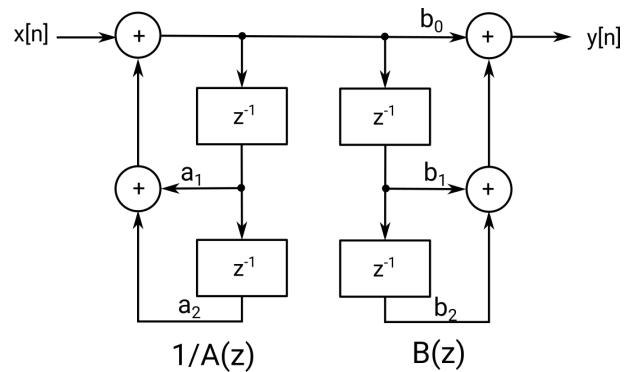 x[n] + b₀ + y[n]
z⁻¹ z⁻¹
+ a₁ b₁ +
z⁻¹ z⁻¹
a₂ b₂
1/A(z) B(z)